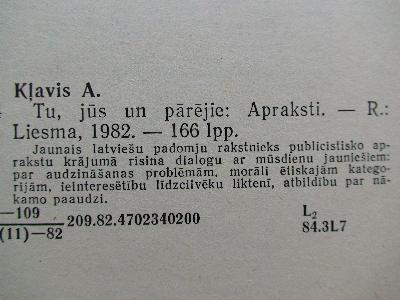 Kļavis A.
Tu, jūs un pārējie: Apraksti. — R.:
Liesma, 1982. — 166 lpp.
Jaunais latviešu padomju rakstnieks publicistisko ap-
rakstu krājumā risina dialogu ar mūsdienu jauniešiem:
par audzināšanas problēmām, morāli ētiskajām katego-
rijām, ieinteresētību līdzcilvēku liktenī, atbildību par nā-
kamo paaudzi.
—109
(11)—82
209.82.4702340200
L2
84.3L7